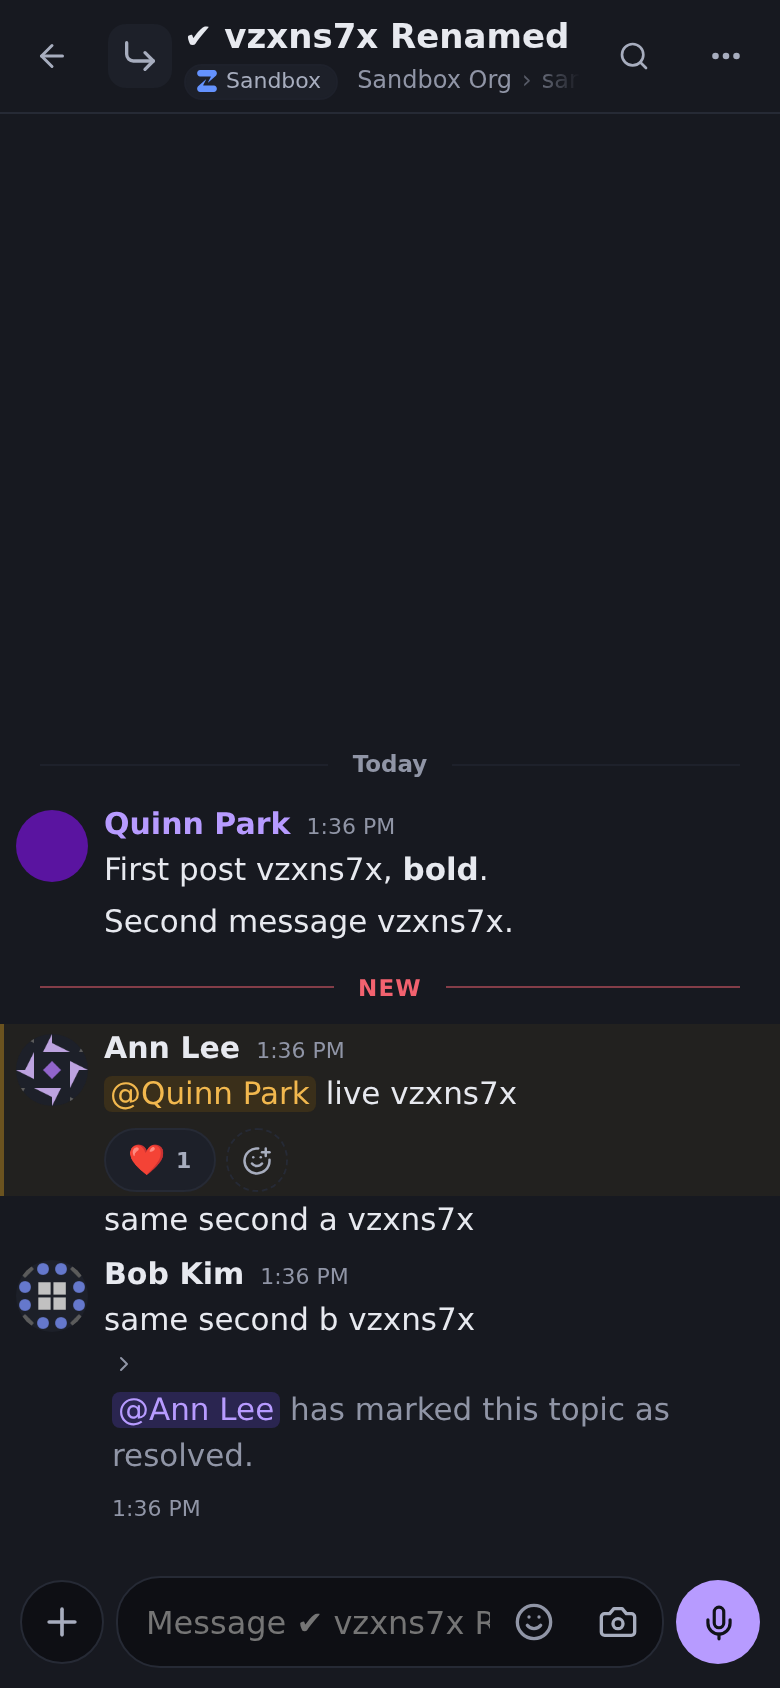 ✔ vzxns7x Renamed
Sandbox Sandbox Org › sar
Today
Quinn Park 1:36 PM
First post vzxns7x, bold.
Second message vzxns7x.
NEW
Ann Lee 1:36 PM
@Quinn Park live vzxns7x
❤️ 1
same second a vzxns7x
Bob Kim 1:36 PM
same second b vzxns7x
@Ann Lee has marked this topic as
resolved.
1:36 PM
Message ✔ vzxns7x R